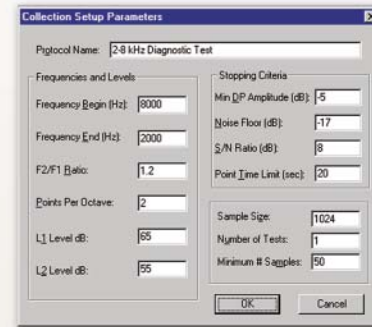 Collection Setup Parameters
Protocol Name: 2-8 kHz Diagnostic Test
Frequencies and Levels
Frequency Begin (Hz): 8000
Frequency End (Hz): 2000
F2/F1 Ratio: 1.2
Points Per Octave: 2
L1 Level dB: 65
L2 Level dB: 55
Stopping Criteria
Min DP Amplitude (dB): -5
Noise Floor (dB): -17
S/N Ratio (dB): 8
Point Time Limit (sec): 20
Sample Size: 1024
Number of Tests: 1
Minimum # Samples: 50
OK Cancel